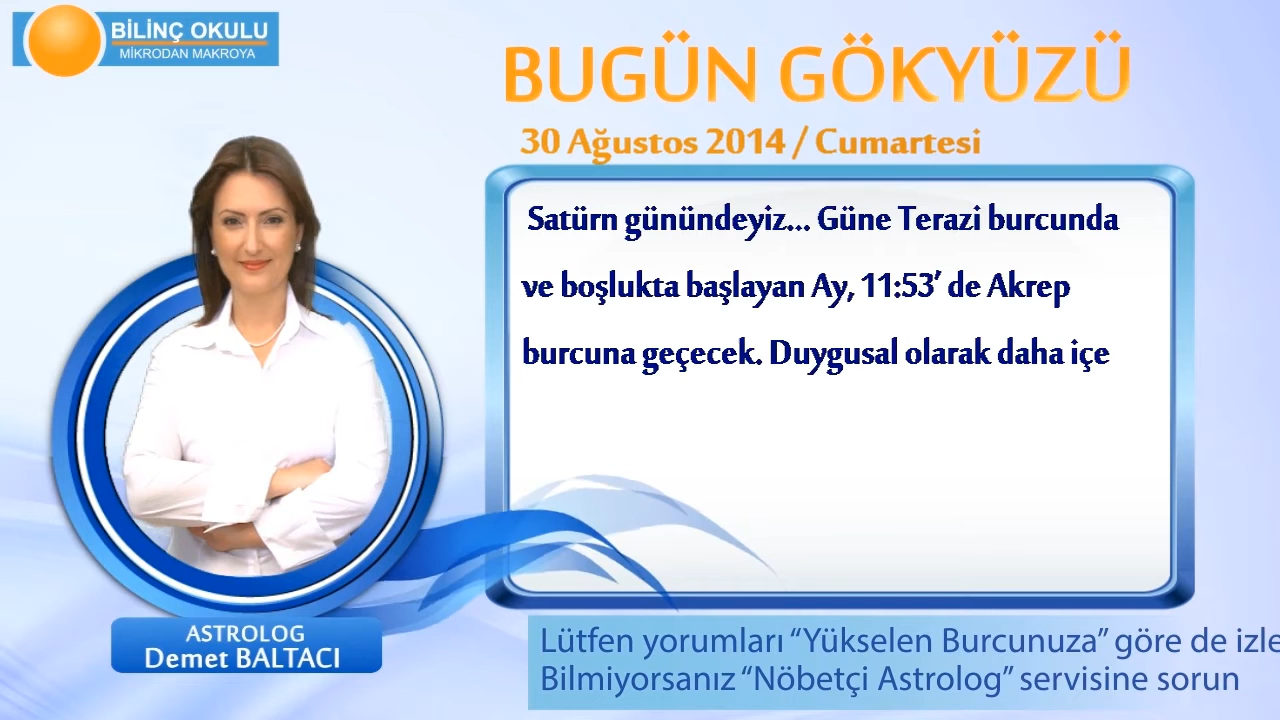 BİLİNÇ OKULU
MİKRODAN MAKROYA
BUGÜN GÖKYÜZÜ
30 Ağustos 2014 / Cumartesi
Satürn günündeyiz... Güne Terazi burcunda
ve boşlukta başlayan Ay, 11:53’ de Akrep
burcuna geçecek. Duygusal olarak daha içe
ASTROLOG
Demet BALTACI
Lütfen yorumları “Yükselen Burcunuza” göre de izle
Bilmiyorsanız “Nöbetçi Astrolog” servisine sorun